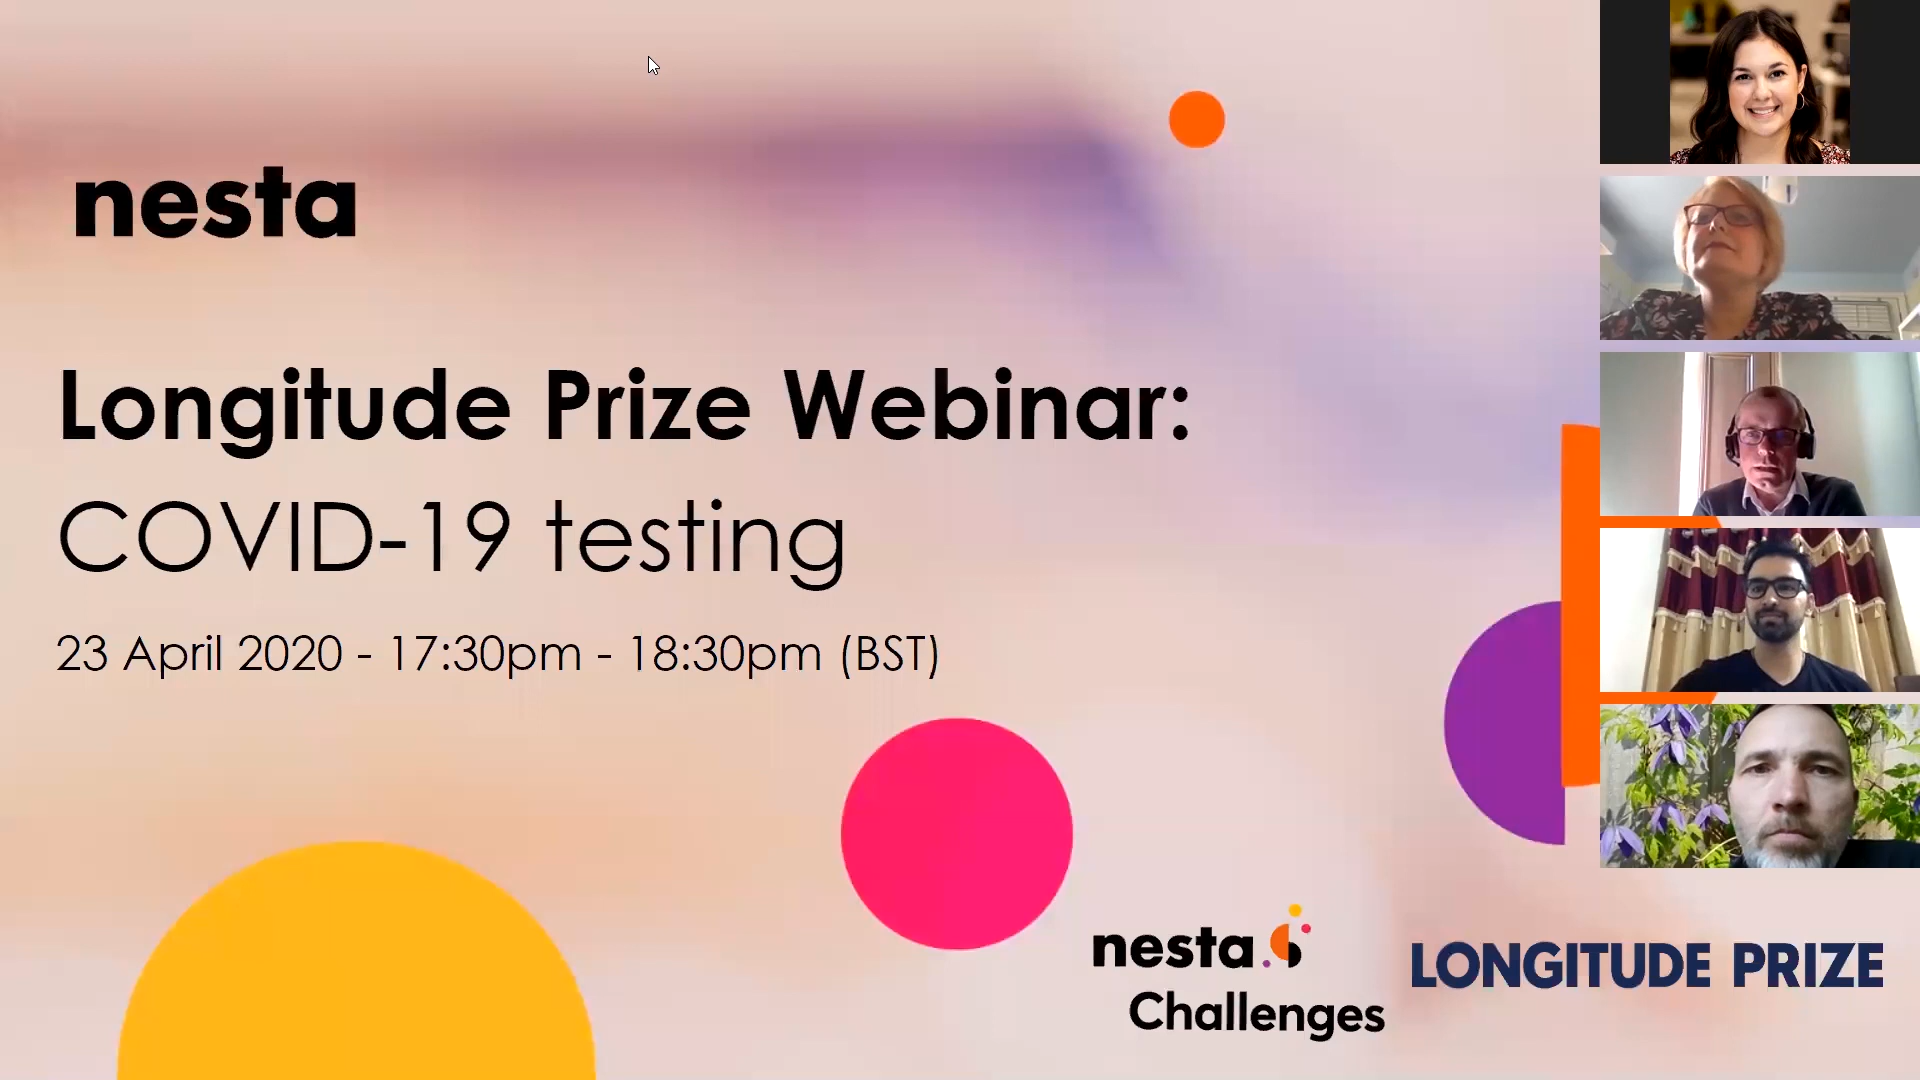 nesta
Longitude Prize Webinar:
COVID-19 testing
23 April 2020 - 17:30pm - 18:30pm (BST)
nesta
Challenges
LONGITUDE PRIZE